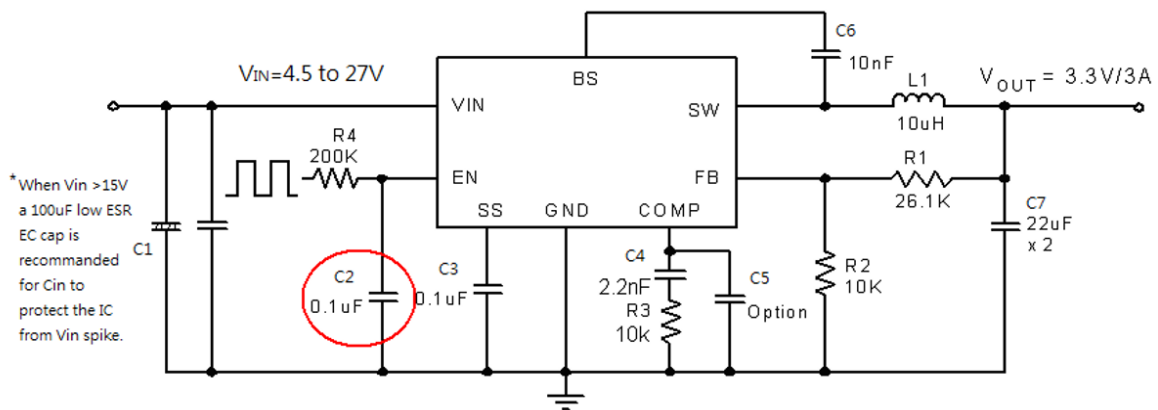 C6
10nF
VIN=4.5 to 27V
BS
L1
VOUT = 3.3V/3A
VIN
SW
10uH
R4
200K
R1
EN
FB
26.1K
* When Vin >15V
a 100uF low ESR
EC cap is
recommanded
for Cin to
protect the IC
from Vin spike.
C1
SS
GND
COMP
C7
22uF
x 2
C2
0.1uF
C3
0.1uF
C4
2.2nF
R3
10k
C5
Option
R2
10K